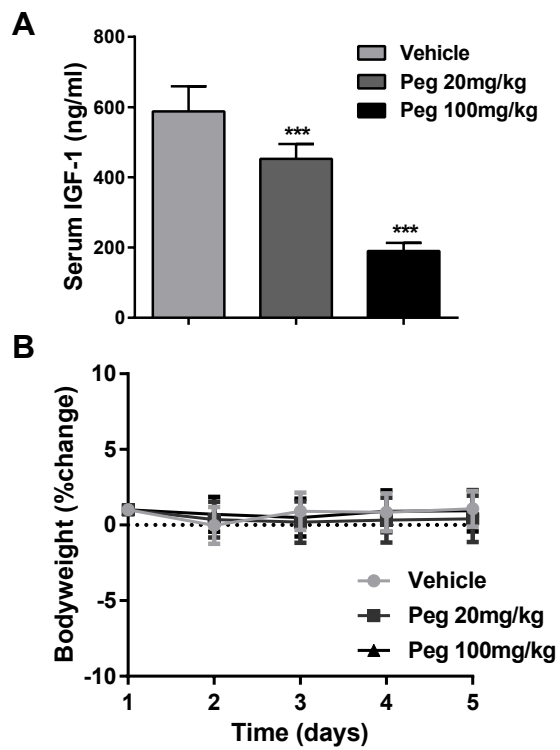 A
Serum IGF-1 (ng/ml)
800
600
400
200
0
***
***
Vehicle
Peg 20mg/kg
Peg 100mg/kg
B
Bodyweight (%change)
10
5
0
-5
-10
Vehicle
Peg 20mg/kg
Peg 100mg/kg
1 2 3 4 5
Time (days)